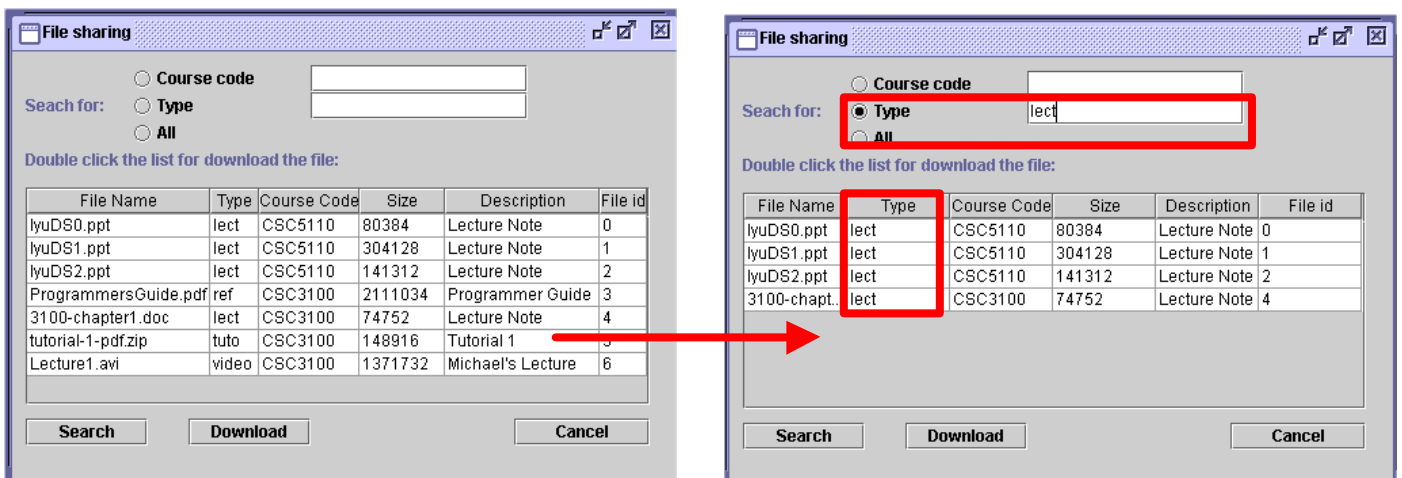 File sharing
Course code
Seach for: Type
All
Double click the list for download the file:
File Name Type Course Code Size Description File id
lyuDS0.ppt lect CSC5110 80384 Lecture Note 0
lyuDS1.ppt lect CSC5110 304128 Lecture Note 1
lyuDS2.ppt lect CSC5110 141312 Lecture Note 2
ProgrammersGuide.pdf ref CSC3100 2111034 Programmer Guide 3
3100-chapter1.doc lect CSC3100 74752 Lecture Note 4
tutorial-1-pdf.zip tuto CSC3100 148916 Tutorial 1
Lecture1.avi video CSC3100 1371732 Michael's Lecture 6
Search Download Cancel
File sharing
Course code
Seach for: Type lect
All
Double click the list for download the file:
File Name Type Course Code Size Description File id
lyuDS0.ppt lect CSC5110 80384 Lecture Note 0
lyuDS1.ppt lect CSC5110 304128 Lecture Note 1
lyuDS2.ppt lect CSC5110 141312 Lecture Note 2
3100-chapt... lect CSC3100 74752 Lecture Note 4
Search Download Cancel